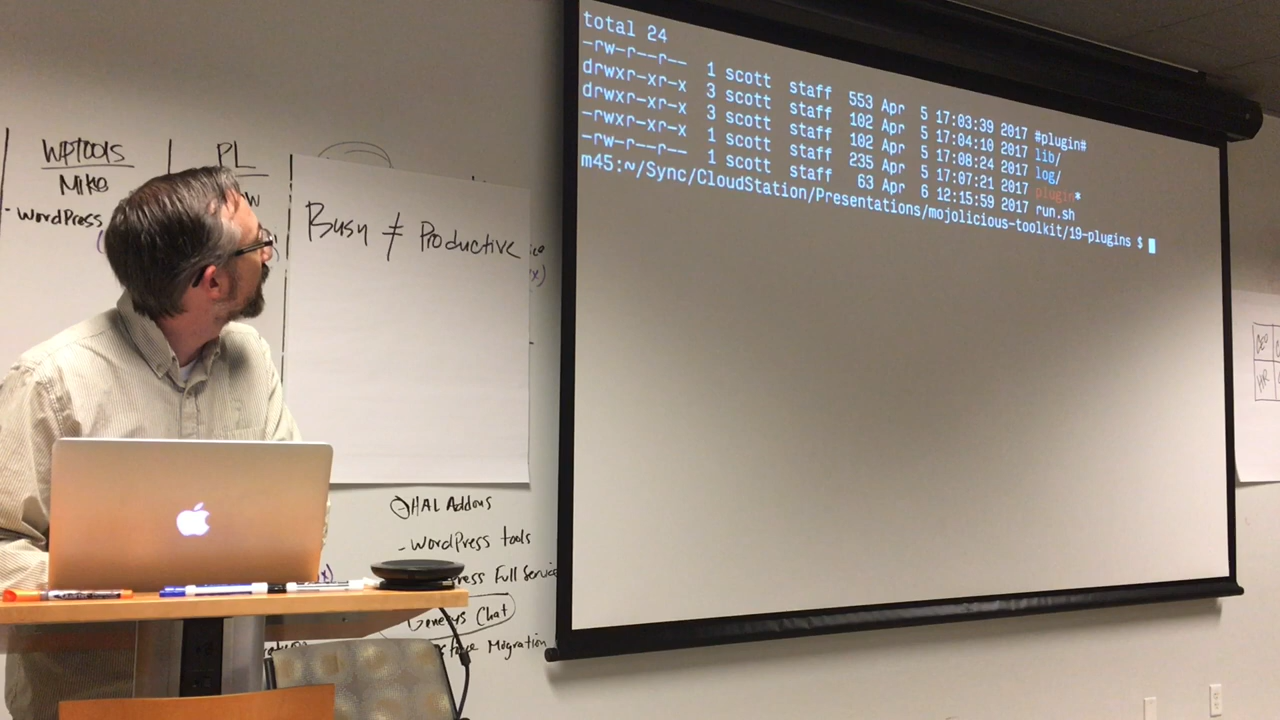 WPTOOLS
Mike
- WordPress
PL
Busy ≠ Productive
HAL Addons
- WordPress tools
ress Full Service
Genesys Chat
Migration
total 24
-rw-r--r-- 1 scott staff 553 Apr 5 17:03:39 2017 #plugin#
drwxr-xr-x 3 scott staff 102 Apr 5 17:04:10 2017 lib/
drwxr-xr-x 3 scott staff 102 Apr 5 17:08:24 2017 log/
-rwxr-xr-x 1 scott staff 235 Apr 5 17:07:21 2017 plugin*
-rw-r--r-- 1 scott staff 63 Apr 6 12:15:59 2017 run.sh
m45:~/Sync/CloudStation/Presentations/mojolicious-toolkit/19-plugins $
CEO
HR